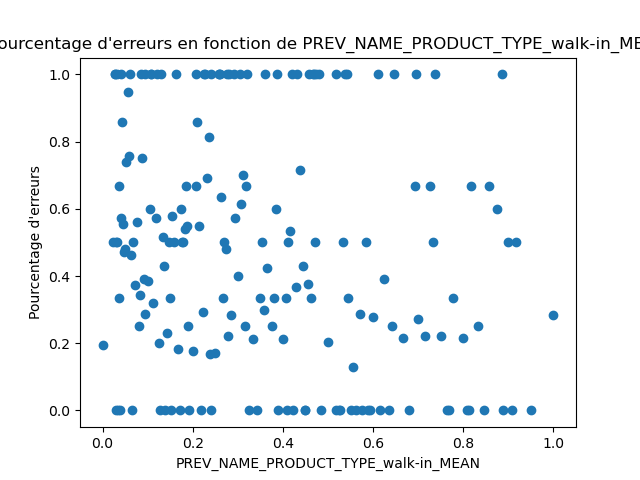 ourcentage d'erreurs en fonction de PREV_NAME_PRODUCT_TYPE_walk-in_ME
1.0
0.8
0.6
0.4
0.2
0.0
Pourcentage d'erreurs
0.0 0.2 0.4 0.6 0.8 1.0
PREV_NAME_PRODUCT_TYPE_walk-in_MEAN